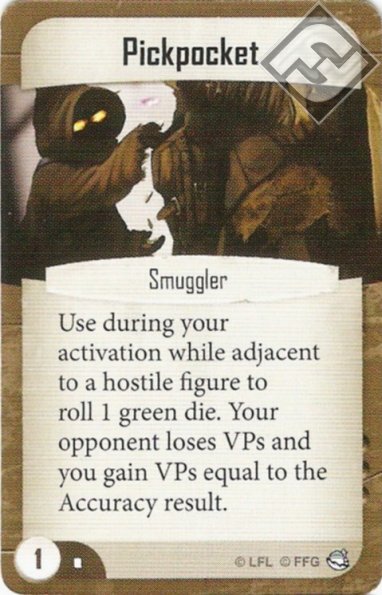 Pickpocket
Smuggler
Use during your
activation while adjacent
to a hostile figure to
roll 1 green die. Your
opponent loses VPs and
you gain VPs equal to the
Accuracy result.
1
© LFL © FFG